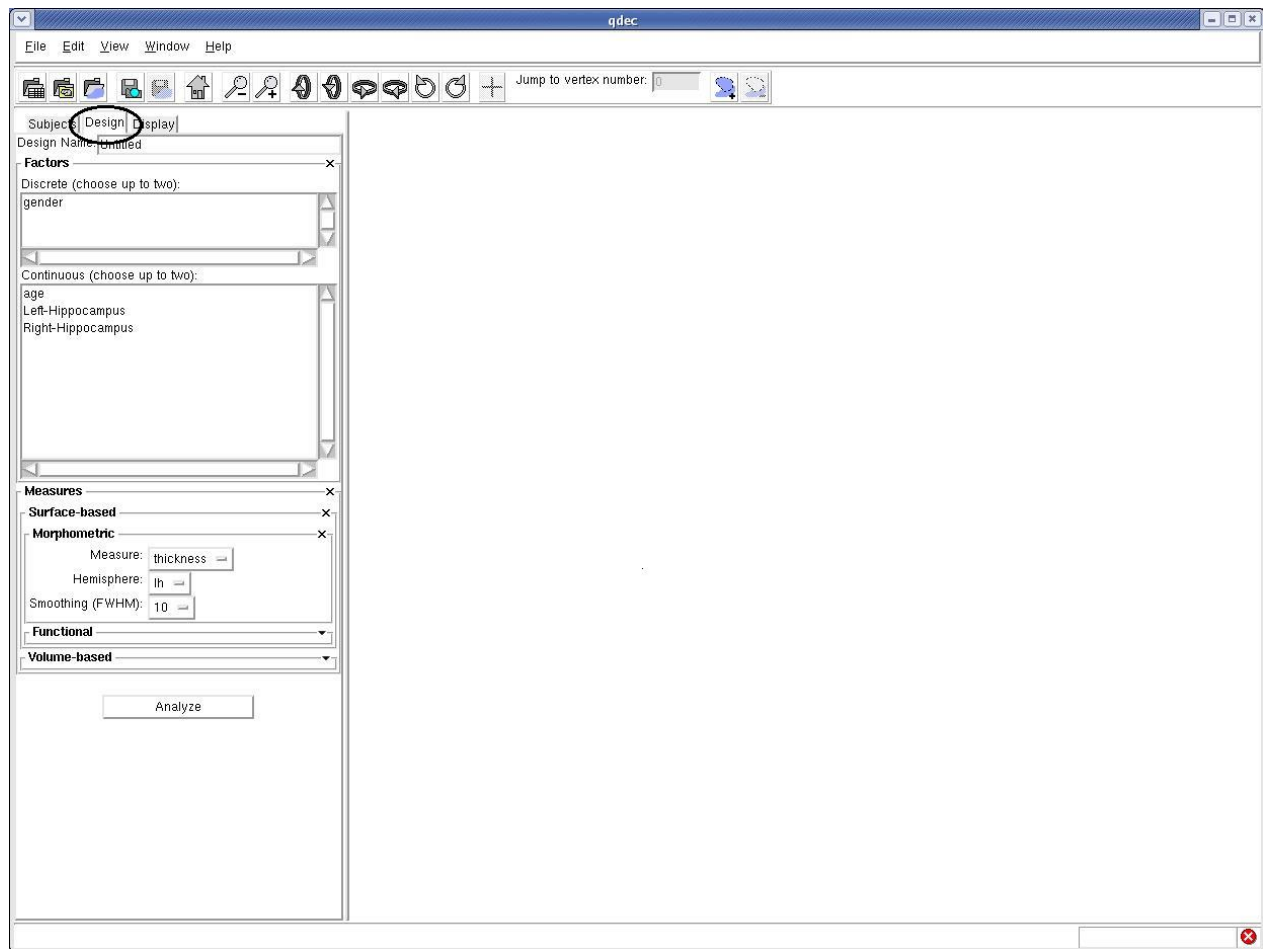 qdec
File Edit View Window Help
Jump to vertex number: 0
Subjects Design Display
Design Name: Untitled
Factors
Discrete (choose up to two):
gender
Continuous (choose up to two):
age
Left-Hippocampus
Right-Hippocampus
Measures
Surface-based
Morphometric
Measure: thickness
Hemisphere: lh
Smoothing (FWHM): 10
Functional
Volume-based
Analyze